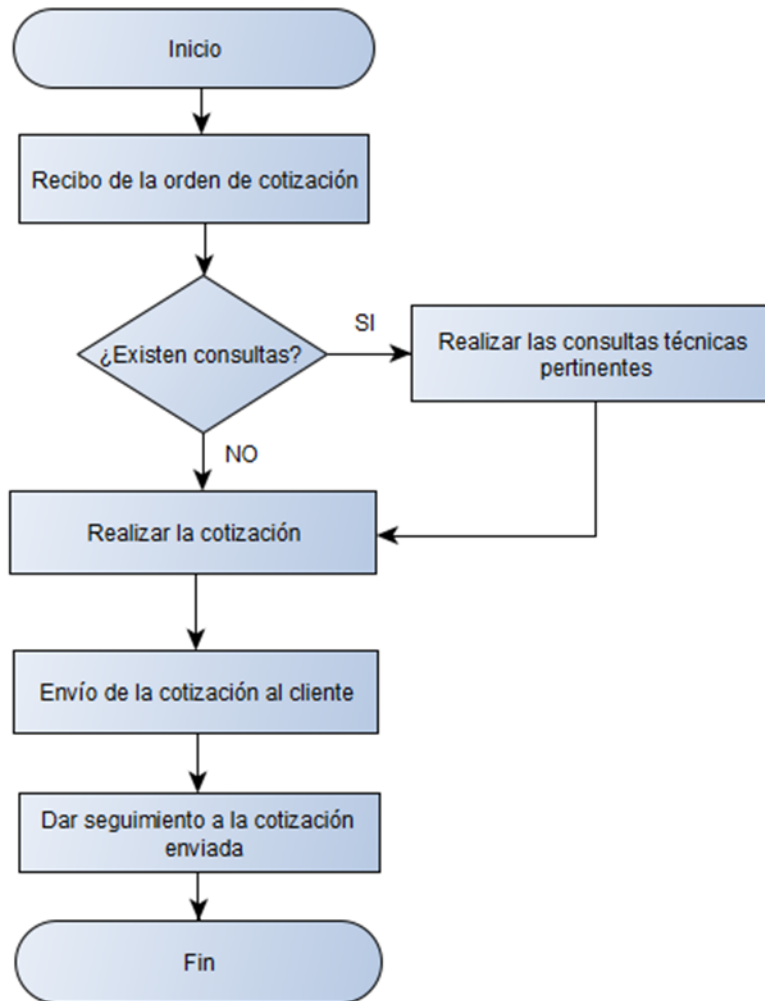 Inicio
Recibo de la orden de cotización
¿Existen consultas?
SI
Realizar las consultas técnicas
pertinentes
NO
Realizar la cotización
Envío de la cotización al cliente
Dar seguimiento a la cotización
enviada
Fin